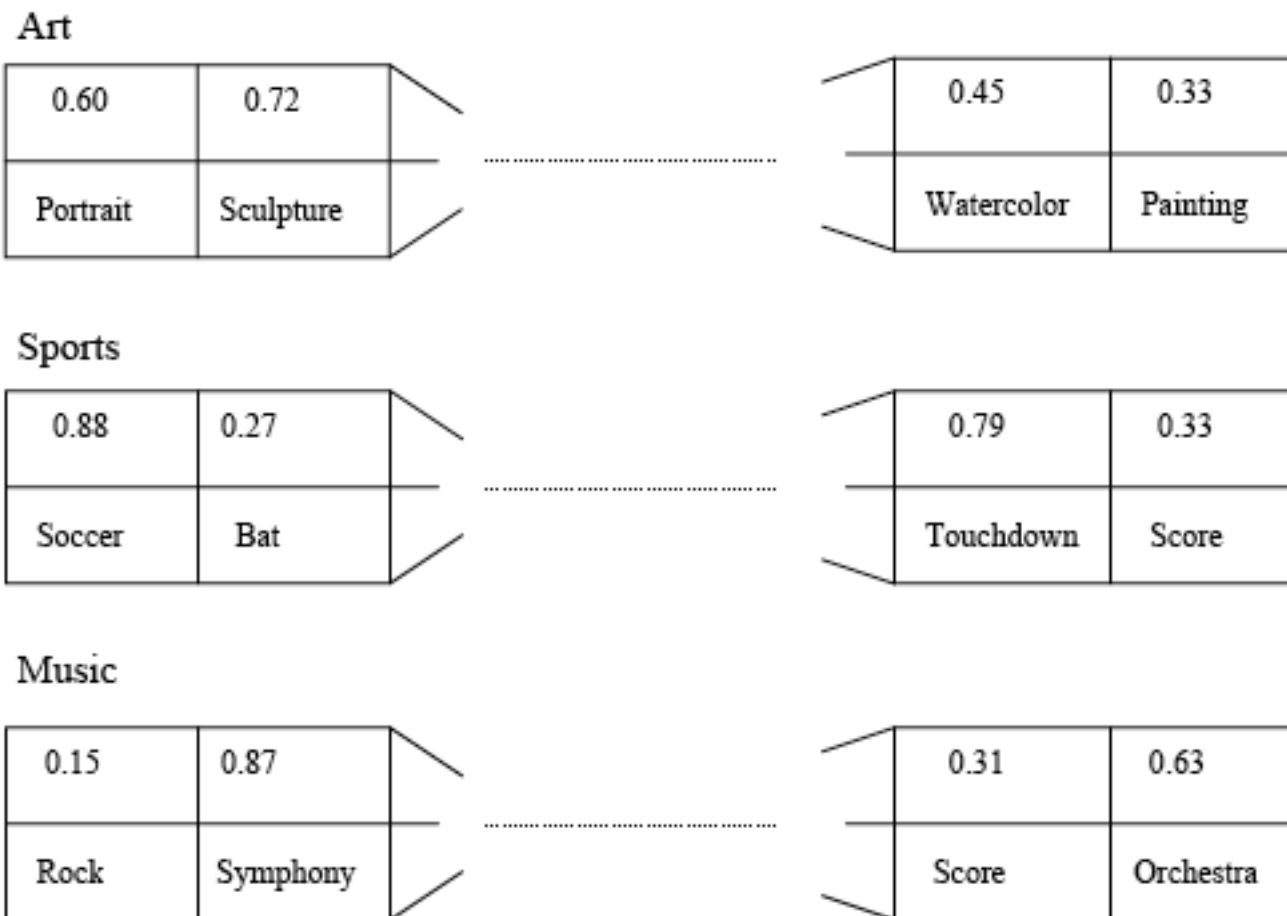 Art
0.60 0.72 0.45 0.33
Portrait Sculpture Watercolor Painting
Sports
0.88 0.27 0.79 0.33
Soccer Bat Touchdown Score
Music
0.15 0.87 0.31 0.63
Rock Symphony Score Orchestra